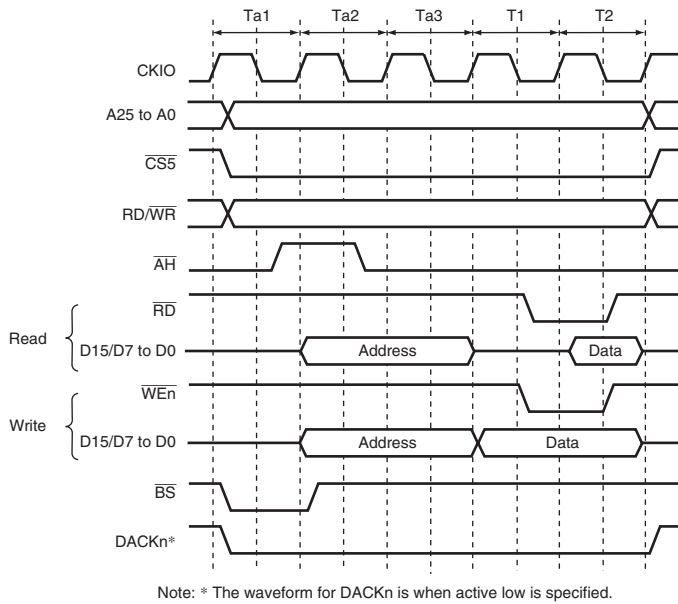 Ta1 Ta2 Ta3 T1 T2
CKIO
A25 to A0
CS5
RD/WR
AH
RD
Read
D15/D7 to D0 Address Data
WEn
Write
D15/D7 to D0 Address Data
BS
DACKn*
Note: * The waveform for DACKn is when active low is specified.